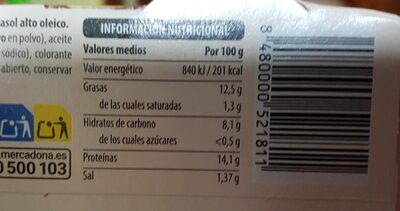 asol alto oleico.
vo en polvo), aceite
sódico), colorante
abierto, conservar
mercadona.es
0 500 103
INFORMACIÓN NUTRICIONAL
Valores medios Por 100 g
Valor energético 840 kJ / 201 kcal
Grasas 12,5 g
de las cuales saturadas 1,3 g
Hidratos de carbono 8,1 g
de los cuales azúcares <0,5 g
Proteínas 14,1 g
Sal 1,37 g
8 480000 521811